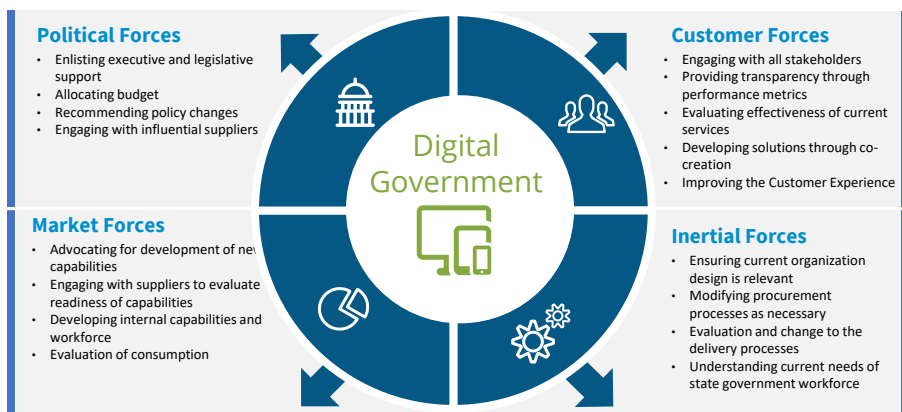 Political Forces
• Enlisting executive and legislative
support
• Allocating budget
• Recommending policy changes
• Engaging with influential suppliers
Customer Forces
• Engaging with all stakeholders
• Providing transparency through
performance metrics
• Evaluating effectiveness of current
services
• Developing solutions through co-
creation
• Improving the Customer Experience
Digital
Government
Market Forces
• Advocating for development of
capabilities
• Engaging with suppliers to evaluate
readiness of capabilities
• Developing internal capabilities and
workforce
• Evaluation of consumption
Inertial Forces
• Ensuring current organization
design is relevant
• Modifying procurement
processes as necessary
• Evaluation and change to the
delivery processes
• Understanding current needs of
state government workforce